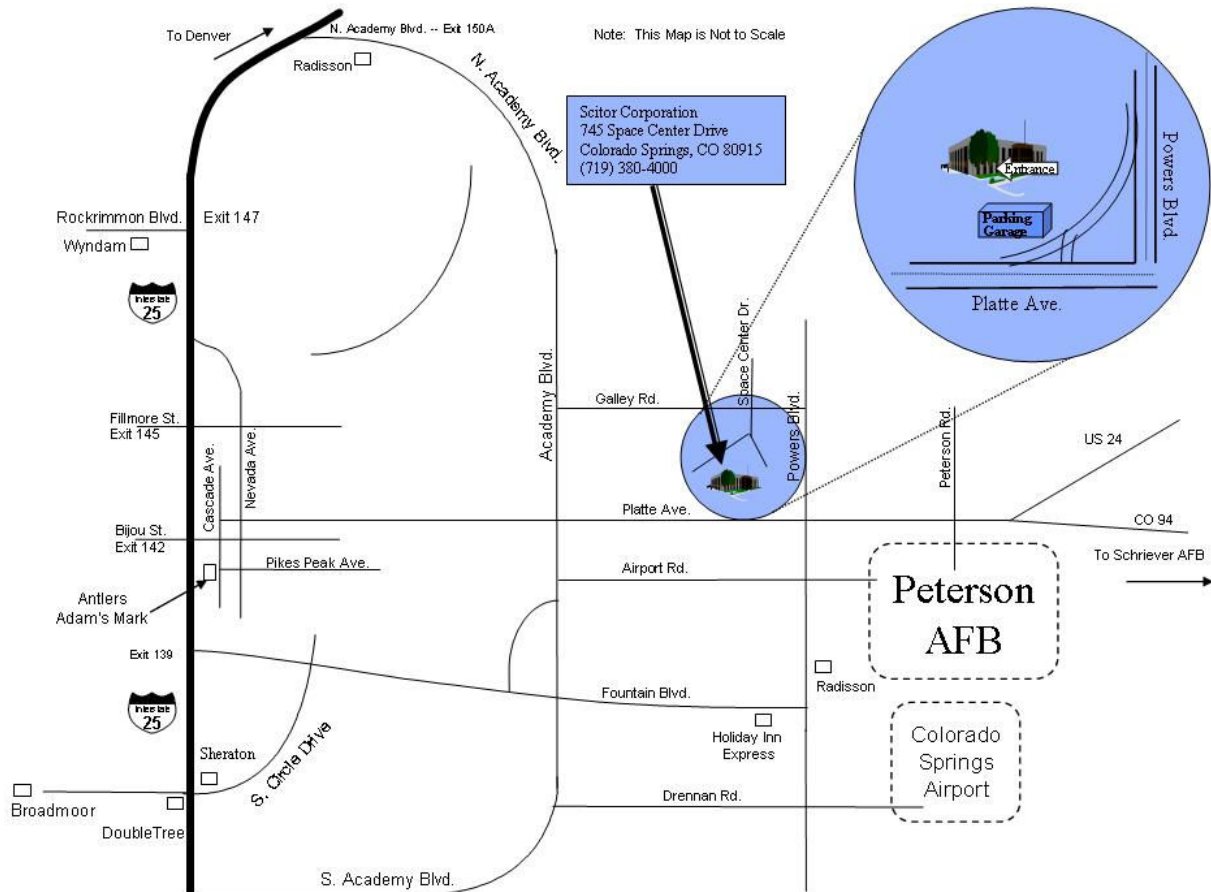 N. Academy Blvd. -- Exit 150A
To Denver
Note: This Map is Not to Scale
Radisson
N. Academy Blvd.
Scitor Corporation
745 Space Center Drive
Colorado Springs, CO 80915
(719) 380-4000
Entrance
Parking
Garage
Powers Blvd.
Platte Ave.
Rockrimmon Blvd.
Exit 147
Wyndam
Interstate
25
Space Center Dr.
Academy Blvd.
Galley Rd.
Powers Blvd.
Peterson Rd.
Fillmore St.
Exit 145
Cascade Ave.
Nevada Ave.
US 24
Platte Ave.
CO 94
Bijou St.
Exit 142
Pikes Peak Ave.
Airport Rd.
To Schriever AFB
Antlers
Adam's Mark
Peterson
AFB
Exit 139
Fountain Blvd.
Radisson
Interstate
25
Holiday Inn
Express
Colorado
Springs
Airport
Sheraton
S. Circle Drive
Broadmoor
DoubleTree
Drennan Rd.
S. Academy Blvd.